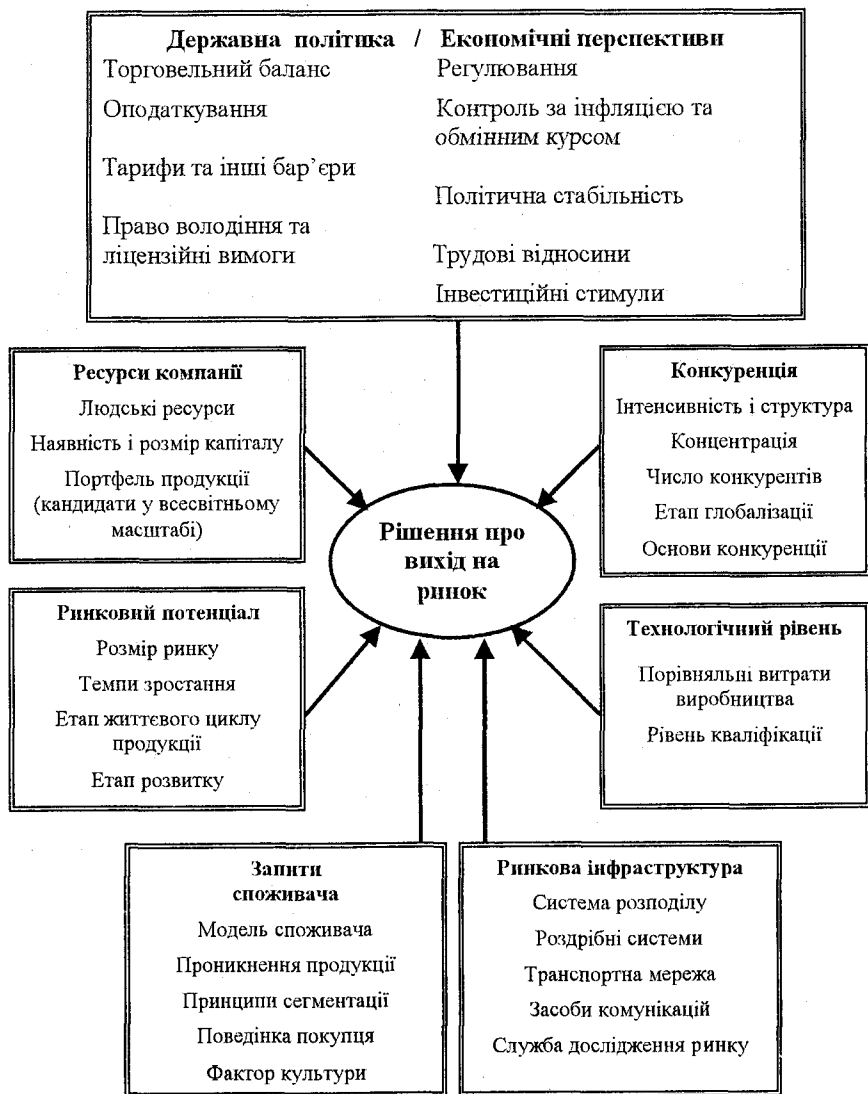 Державна політика / Економічні перспективи
Торговельний баланс
Оподаткування
Тарифи та інші бар’єри
Право володіння та
ліцензійні вимоги
Регулювання
Контроль за інфляцією та
обмінним курсом
Політична стабільність
Трудові відносини
Інвестиційні стимули
Ресурси компанії
Людські ресурси
Наявність і розмір капіталу
Портфель продукції
(кандидати у всесвітньому
масштабі)
Конкуренція
Інтенсивність і структура
Концентрація
Число конкурентів
Етап глобалізації
Основи конкуренції
Рішення про
вихід на
ринок
Ринковий потенціал
Розмір ринку
Темпи зростання
Етап життєвого циклу
продукції
Етап розвитку
Технологічний рівень
Порівняльні витрати
виробництва
Рівень кваліфікації
Запити
споживача
Модель споживача
Проникнення продукції
Принципи сегментації
Поведінка покупця
Фактор культури
Ринкова інфраструктура
Система розподілу
Роздрібні системи
Транспортна мережа
Засоби комунікацій
Служба дослідження ринку